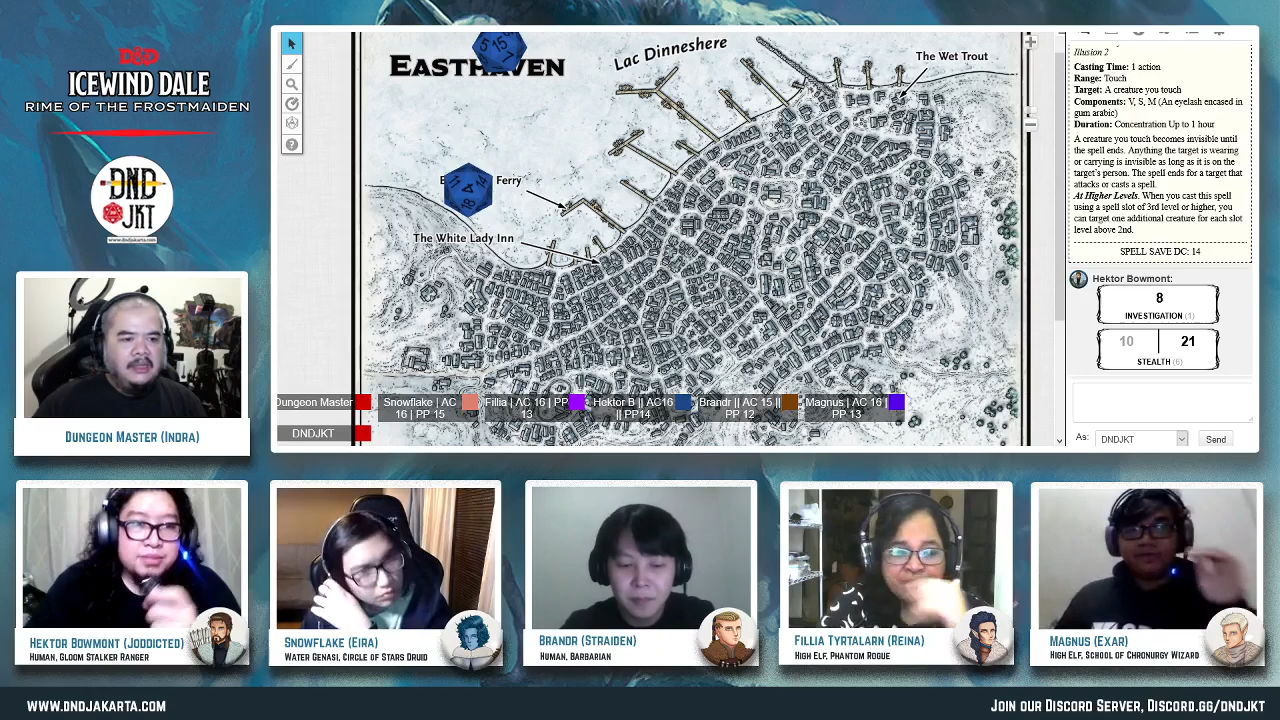 D&D
ICEWIND DALE
RIME OF THE FROSTMAIDEN
DND
JKT
www.dndjakarta.com
DUNGEON MASTER (INDRA)
EASTHAVEN
Lac Dinneshere
The Wet Trout
Ferry
The White Lady Inn
Dungeon Master
DNDJKT
Snowflake | AC 16 | PP 15
Fillia | AC 16 | PP 13
Hektor B || AC16 || PP14
Brandr || AC 15 || PP 12
Magnus | AC 16 | PP 13
Illusion 2
Casting Time: 1 action
Range: Touch
Target: A creature you touch
Components: V, S, M (An eyelash encased in
gum arabic)
Duration: Concentration Up to 1 hour
A creature you touch becomes invisible until
the spell ends. Anything the target is wearing
or carrying is invisible as long as it is on the
target's person. The spell ends for a target that
attacks or casts a spell.
At Higher Levels. When you cast this spell
using a spell slot of 3rd level or higher, you
can target one additional creature for each slot
level above 2nd.
SPELL SAVE DC: 14
Hektor Bowmont:
8
INVESTIGATION (1)
10 21
STEALTH (6)
As: DNDJKT Send
HEKTOR BOWMONT (JODDICTED)
HUMAN, GLOOM STALKER RANGER
SNOWFLAKE (EIRA)
WATER GENASI, CIRCLE OF STARS DRUID
BRANDR (STRAIDEN)
HUMAN, BARBARIAN
FILLIA TYRTALARN (REINA)
HIGH ELF, PHANTOM ROGUE
MAGNUS (EXAR)
HIGH ELF, SCHOOL OF CHRONURGY WIZARD
WWW.DNDJAKARTA.COM
JOIN OUR DISCORD SERVER, DISCORD.GG/DNDJKT